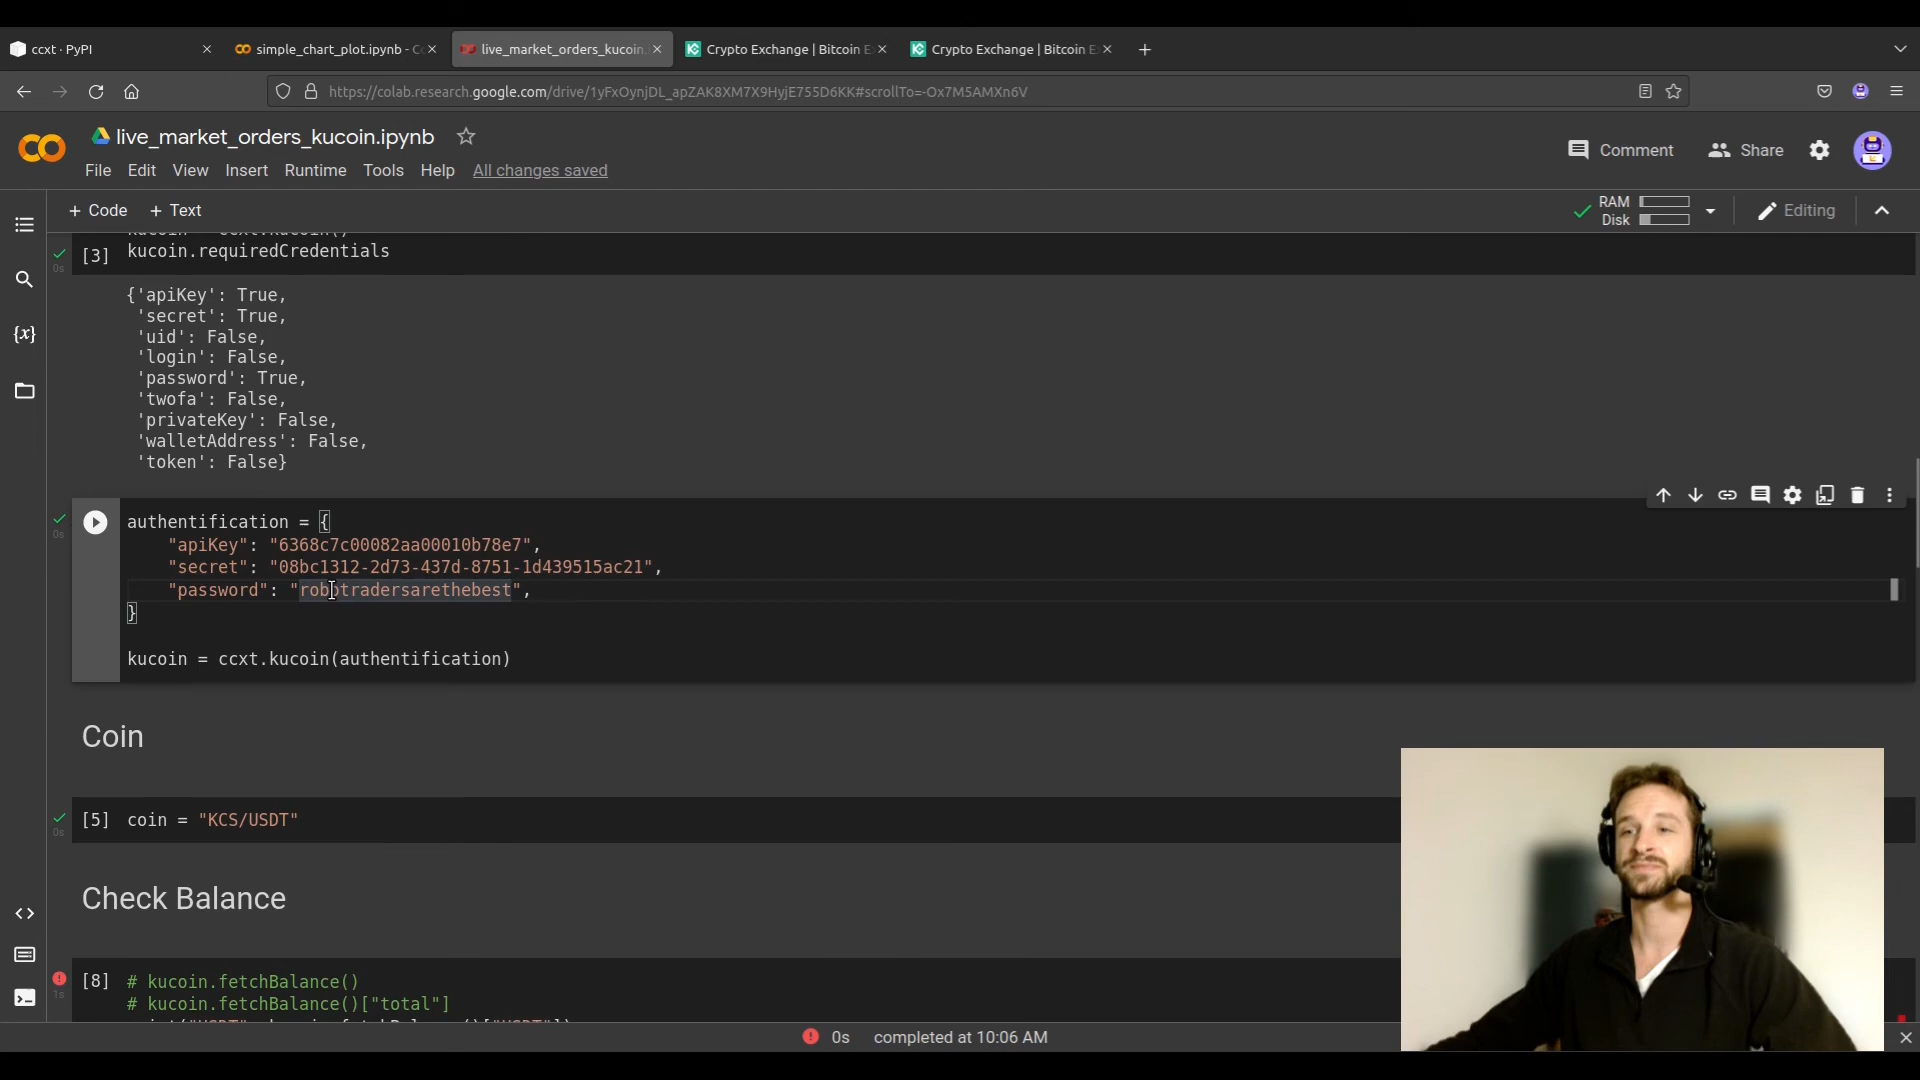 ccxt · PyPI
simple_chart_plot.ipynb - C
live_market_orders_kucoin.
Crypto Exchange | Bitcoin E
Crypto Exchange | Bitcoin E
https://colab.research.google.com/drive/1yFxOynjDL_apZAK8XM7X9HyjE755D6KK#scrollTo=-Ox7M5AMXn6V
live_market_orders_kucoin.ipynb
Comment
Share
File Edit View Insert Runtime Tools Help All changes saved
+ Code + Text
RAM
Disk
Editing
[3] kucoin.requiredCredentials
0s
{'apiKey': True,
'secret': True,
'uid': False,
'login': False,
'password': True,
'twofa': False,
'privateKey': False,
'walletAddress': False,
'token': False}
authentification = {
0s
"apiKey": "6368c7c00082aa00010b78e7",
"secret": "08bc1312-2d73-437d-8751-1d439515ac21",
"password": "robotradersarethebest",
}
kucoin = ccxt.kucoin(authentification)
Coin
[5] coin = "KCS/USDT"
0s
Check Balance
[8] # kucoin.fetchBalance()
1s
# kucoin.fetchBalance()["total"]
0s completed at 10:06 AM